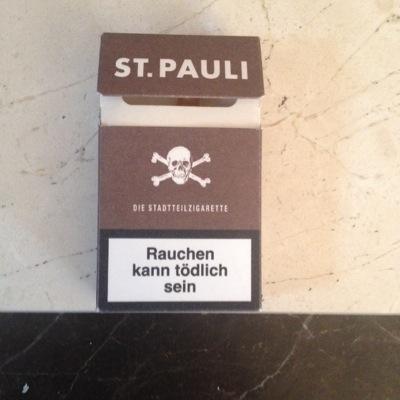 ST. PAULI
DIE STADTTEILZIGARETTE
Rauchen
kann tödlich
sein